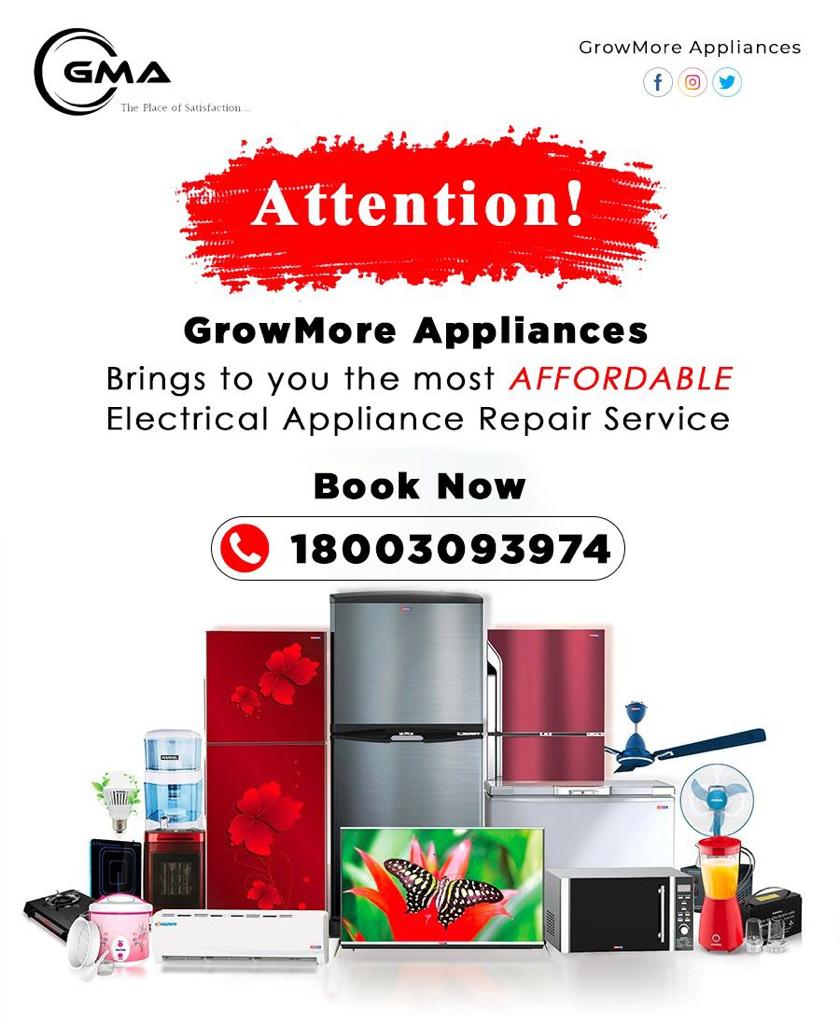 GMA
The Place of Satisfaction...
GrowMore Appliances
Attention!
GrowMore Appliances
Brings to you the most AFFORDABLE
Electrical Appliance Repair Service
Book Now
18003093974